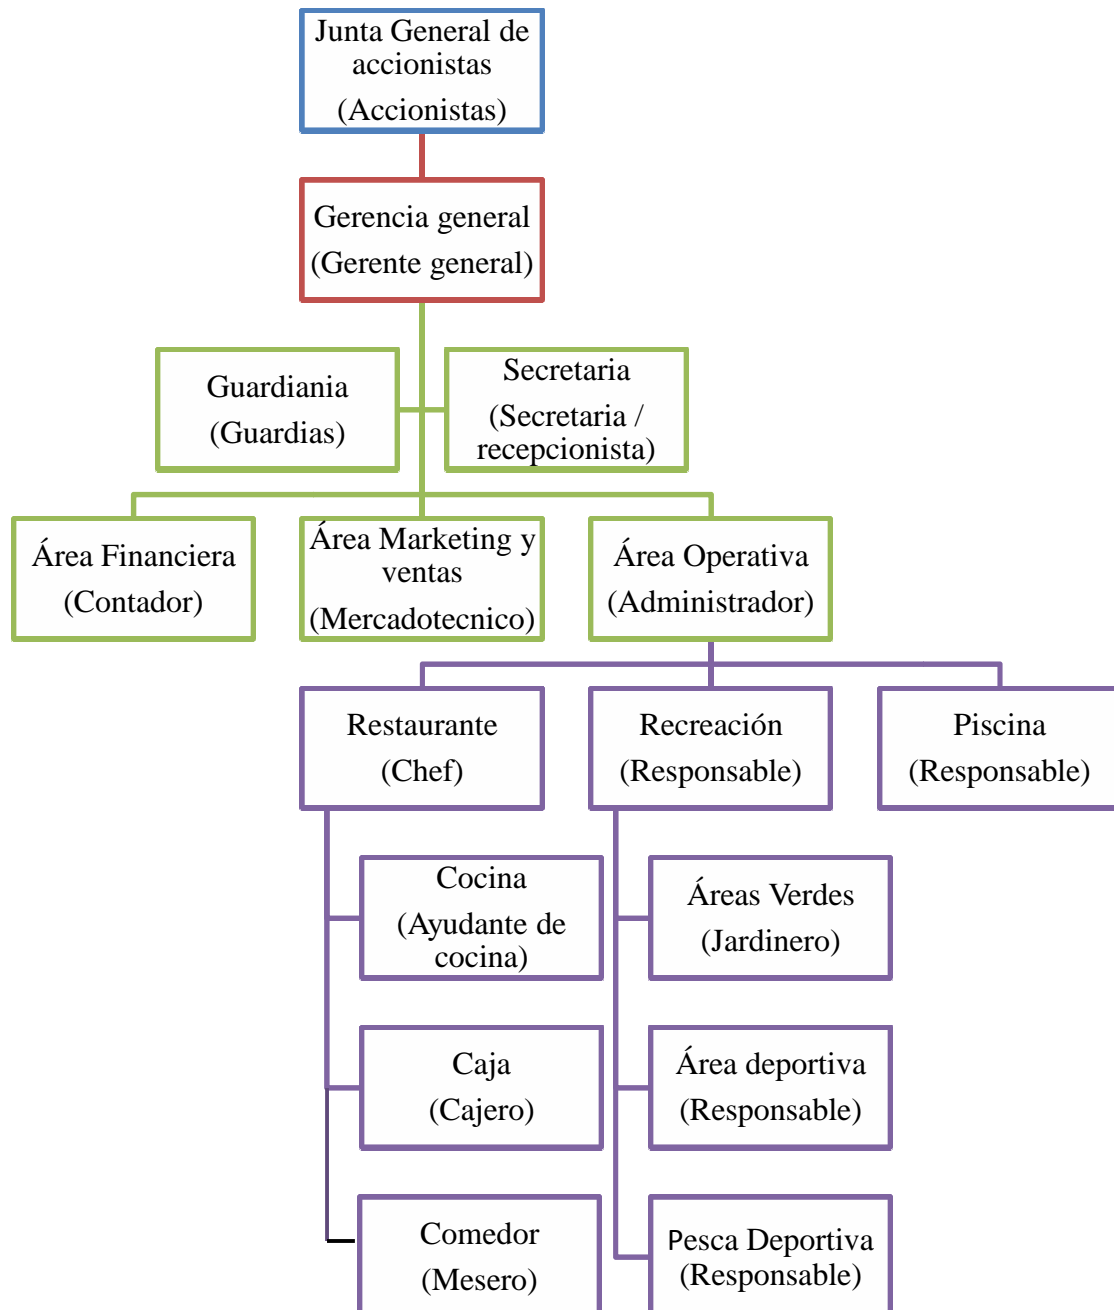 Junta General de
accionistas
(Accionistas)
Gerencia general
(Gerente general)
Guardiania
(Guardias)
Secretaria
(Secretaria /
recepcionista)
Área Financiera
(Contador)
Área Marketing y
ventas
(Mercadotecnico)
Área Operativa
(Administrador)
Restaurante
(Chef)
Recreación
(Responsable)
Piscina
(Responsable)
Cocina
(Ayudante de
cocina)
Áreas Verdes
(Jardinero)
Caja
(Cajero)
Área deportiva
(Responsable)
Comedor
(Mesero)
Pesca Deportiva
(Responsable)